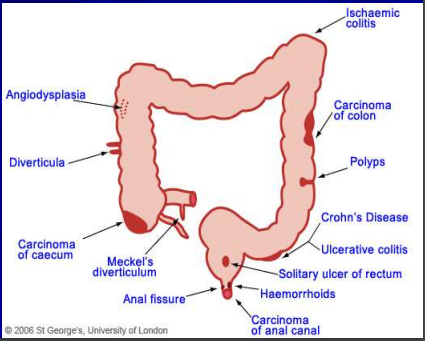 Ischaemic
colitis
Angiodysplasia
Carcinoma
of colon
Diverticula
Polyps
Crohn's Disease
Carcinoma
of caecum
Ulcerative colitis
Meckel's
diverticulum
Solitary ulcer of rectum
Anal fissure
Haemorrhoids
Carcinoma
of anal canal
© 2006 St George's, University of London